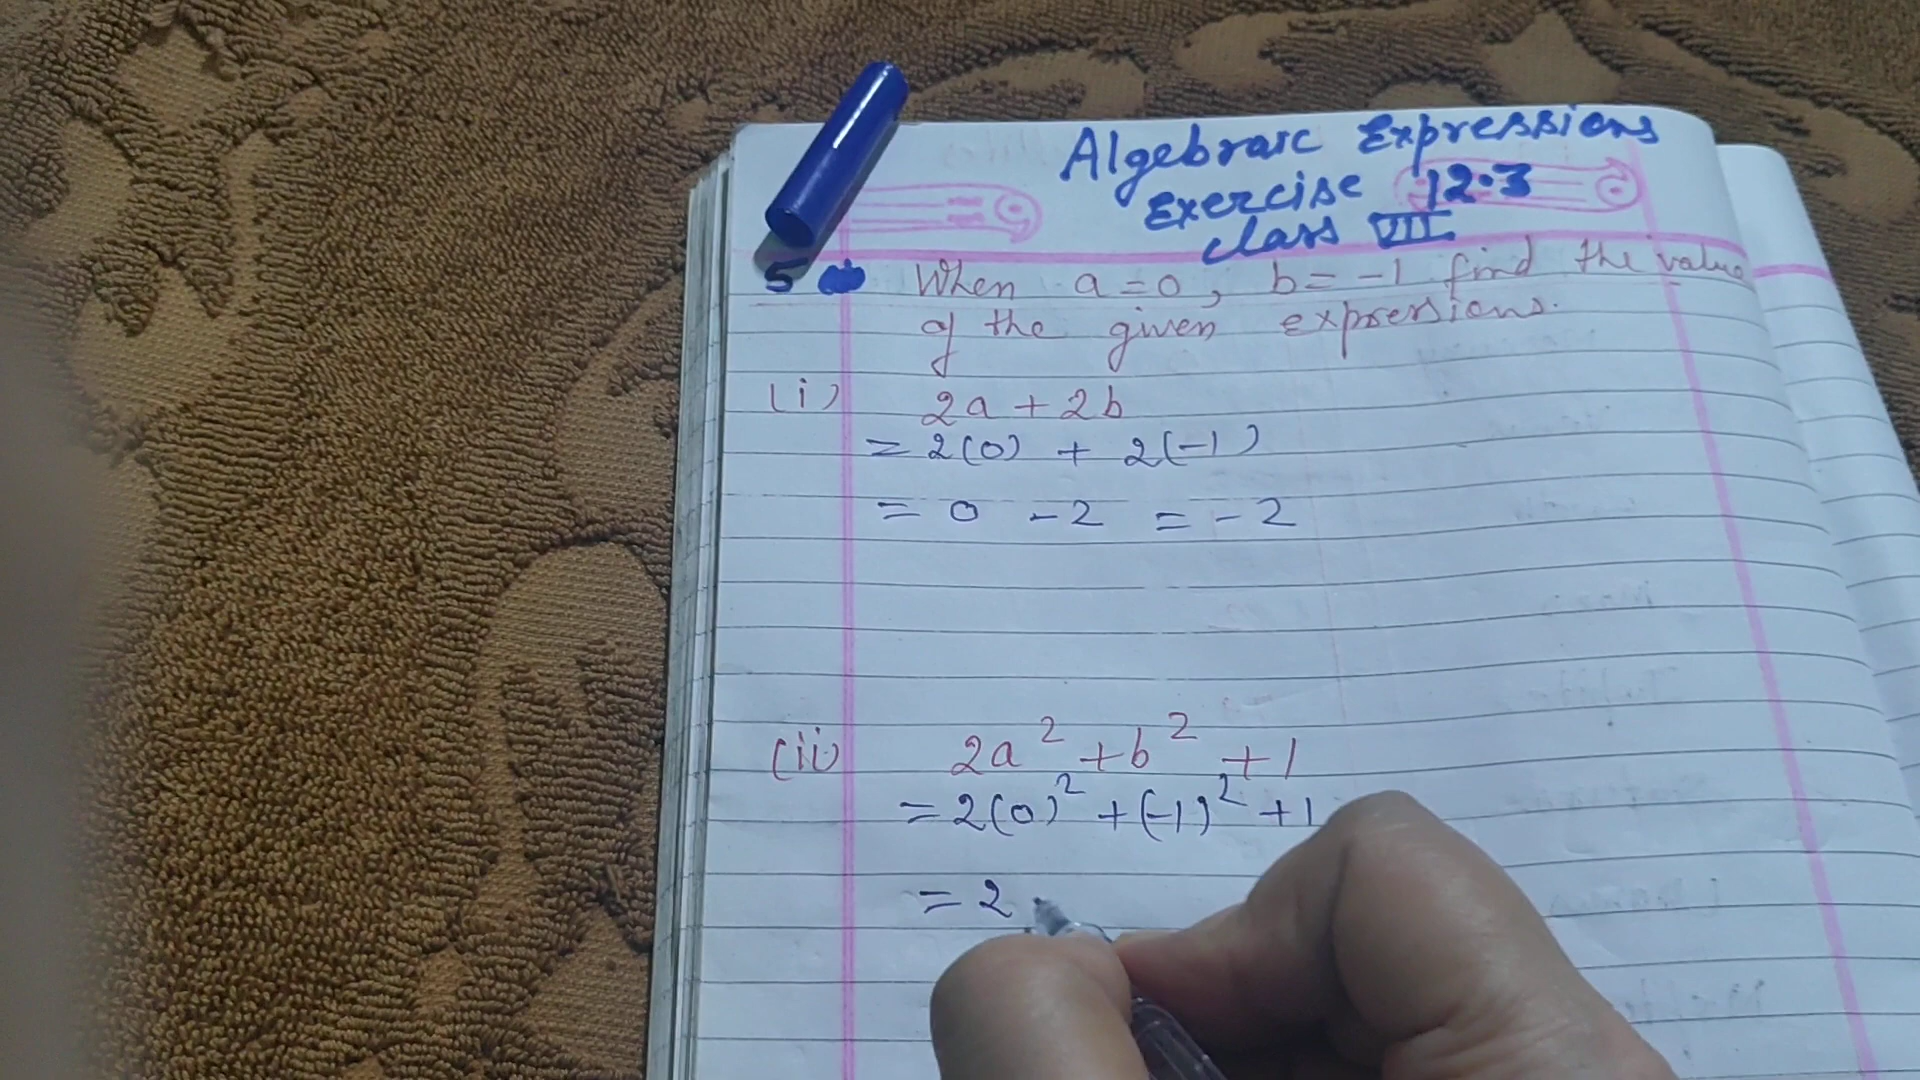 Algebraic Expressions
Exercise 12.3
Class VII
5 When a=0, b=-1 find the value
of the given expressions.
(i) 2a+2b
=2(0) + 2(-1)
= 0 -2 = -2
(ii) 2a² +b² +1
=2(0)² +(-1)² +1
=2